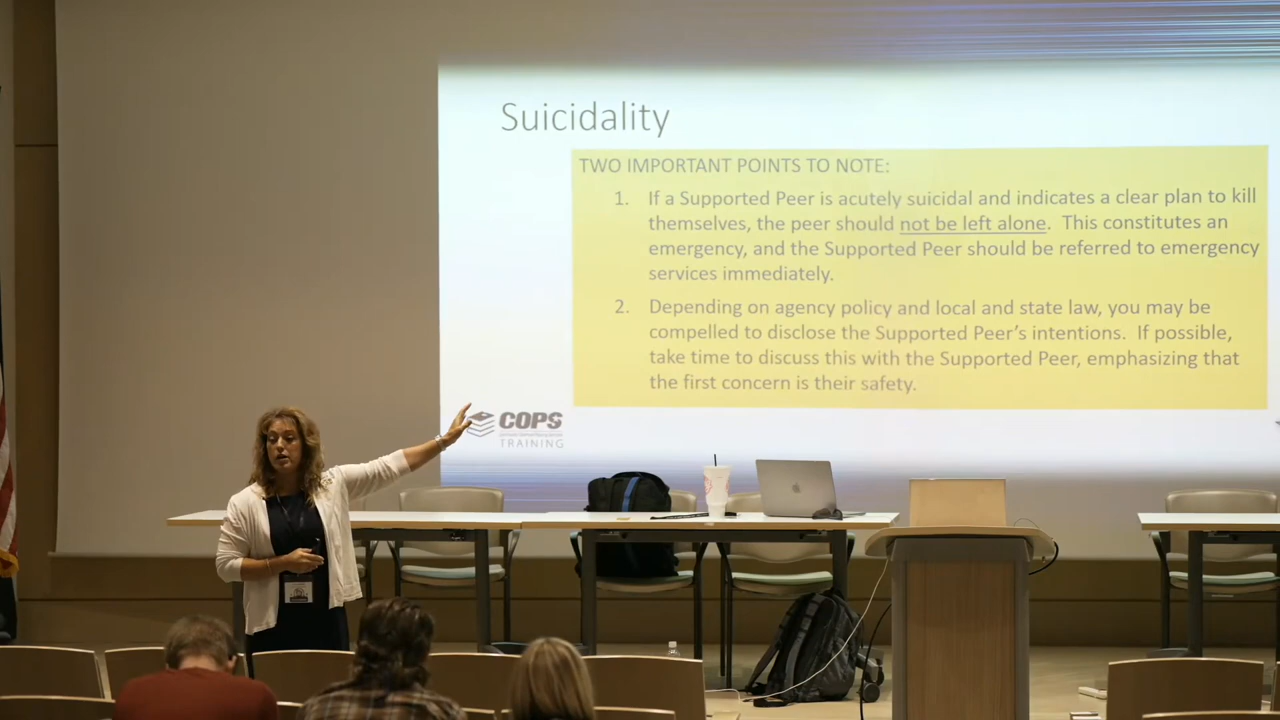 Suicidality
TWO IMPORTANT POINTS TO NOTE:
1. If a Supported Peer is acutely suicidal and indicates a clear plan to kill
themselves, the peer should not be left alone. This constitutes an
emergency, and the Supported Peer should be referred to emergency
services immediately.
2. Depending on agency policy and local and state law, you may be
compelled to disclose the Supported Peer's intentions. If possible,
take time to discuss this with the Supported Peer, emphasizing that
the first concern is their safety.
COPS
TRAINING